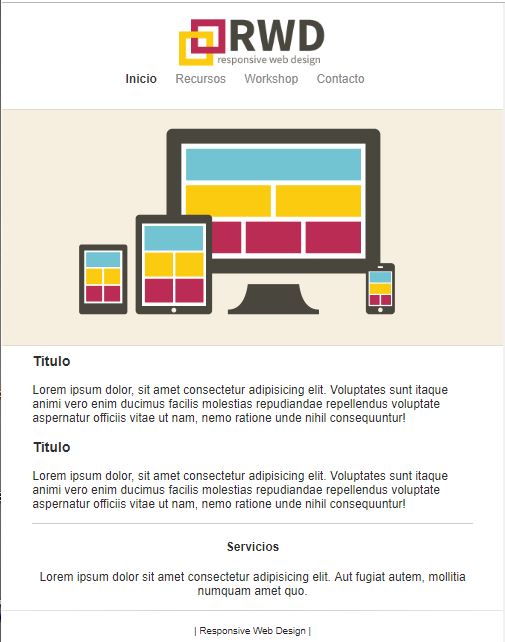 RWD
responsive web design
Inicio Recursos Workshop Contacto
Titulo
Lorem ipsum dolor, sit amet consectetur adipisicing elit. Voluptates sunt itaque
animi vero enim ducimus facilis molestias repudiandae repellendus voluptate
aspernatur officiis vitae ut nam, nemo ratione unde nihil consequuntur!
Titulo
Lorem ipsum dolor, sit amet consectetur adipisicing elit. Voluptates sunt itaque
animi vero enim ducimus facilis molestias repudiandae repellendus voluptate
aspernatur officiis vitae ut nam, nemo ratione unde nihil consequuntur!
Servicios
Lorem ipsum dolor sit amet consectetur adipisicing elit. Aut fugiat autem, mollitia
numquam amet quo.
| Responsive Web Design |